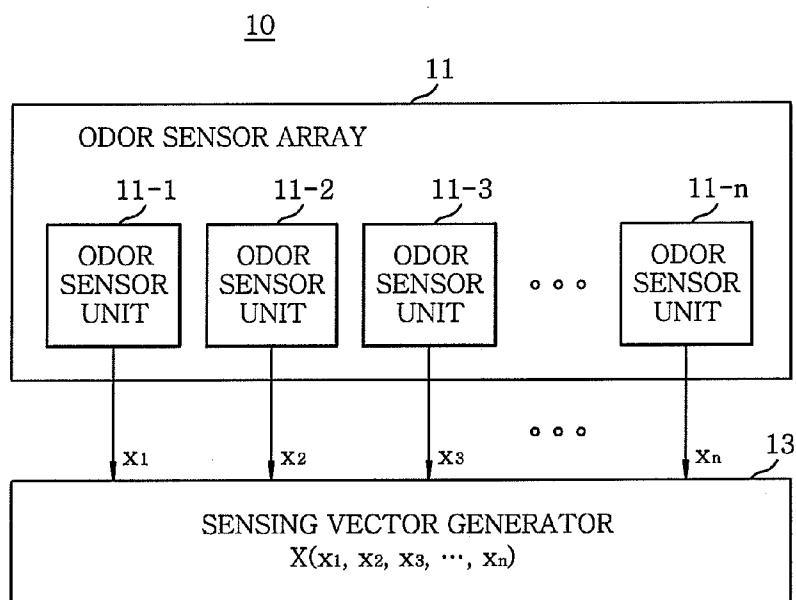 10
11
ODOR SENSOR ARRAY
11-1 11-2 11-3 11-n
ODOR SENSOR UNIT
ODOR SENSOR UNIT
ODOR SENSOR UNIT
ODOR SENSOR UNIT
x1 x2 x3 xn
13
SENSING VECTOR GENERATOR
X(x1, x2, x3, ···, xn)